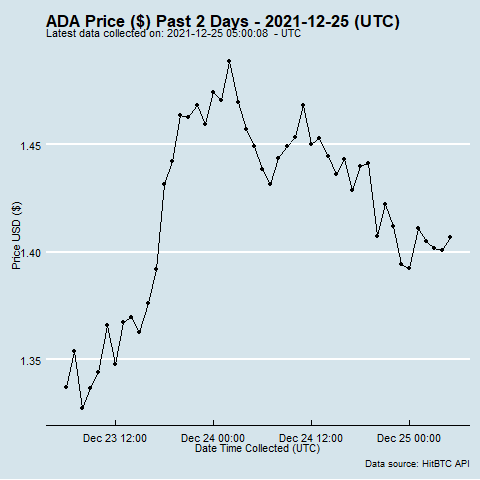 ADA Price ($) Past 2 Days - 2021-12-25 (UTC)
Latest data collected on: 2021-12-25 05:00:08 - UTC
Price USD ($)
1.45
1.40
1.35
Dec 23 12:00 Dec 24 00:00 Dec 24 12:00 Dec 25 00:00
Date Time Collected (UTC)
Data source: HitBTC API